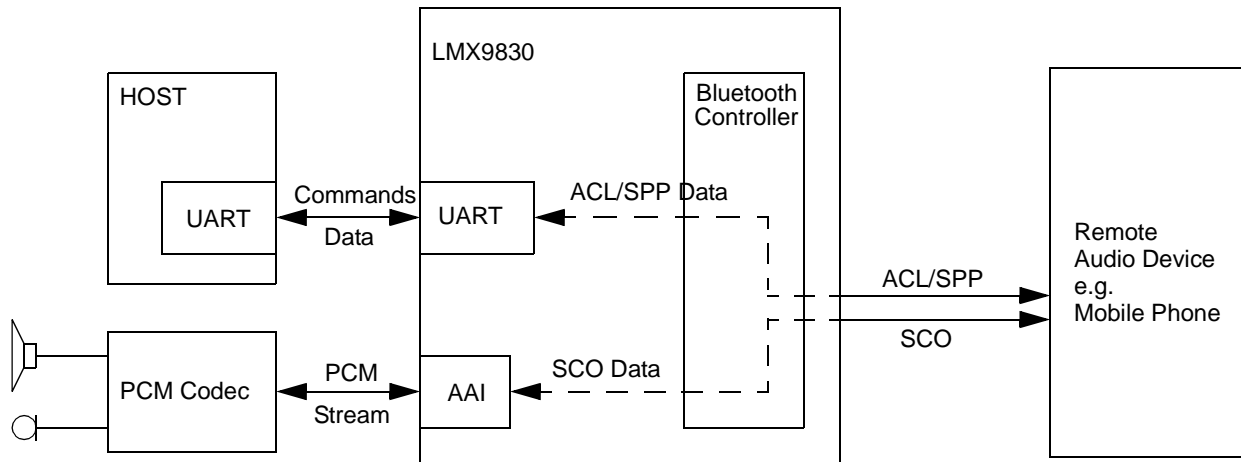 LMX9830
HOST
Bluetooth
Controller
UART
Commands
Data
UART
ACL/SPP Data
Remote
Audio Device
e.g.
Mobile Phone
ACL/SPP
SCO
PCM Codec
PCM
Stream
AAI
SCO Data